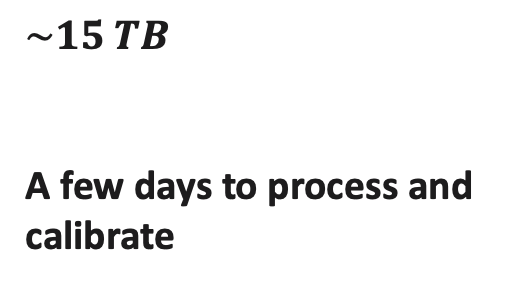 ~15 TB
A few days to process and
calibrate